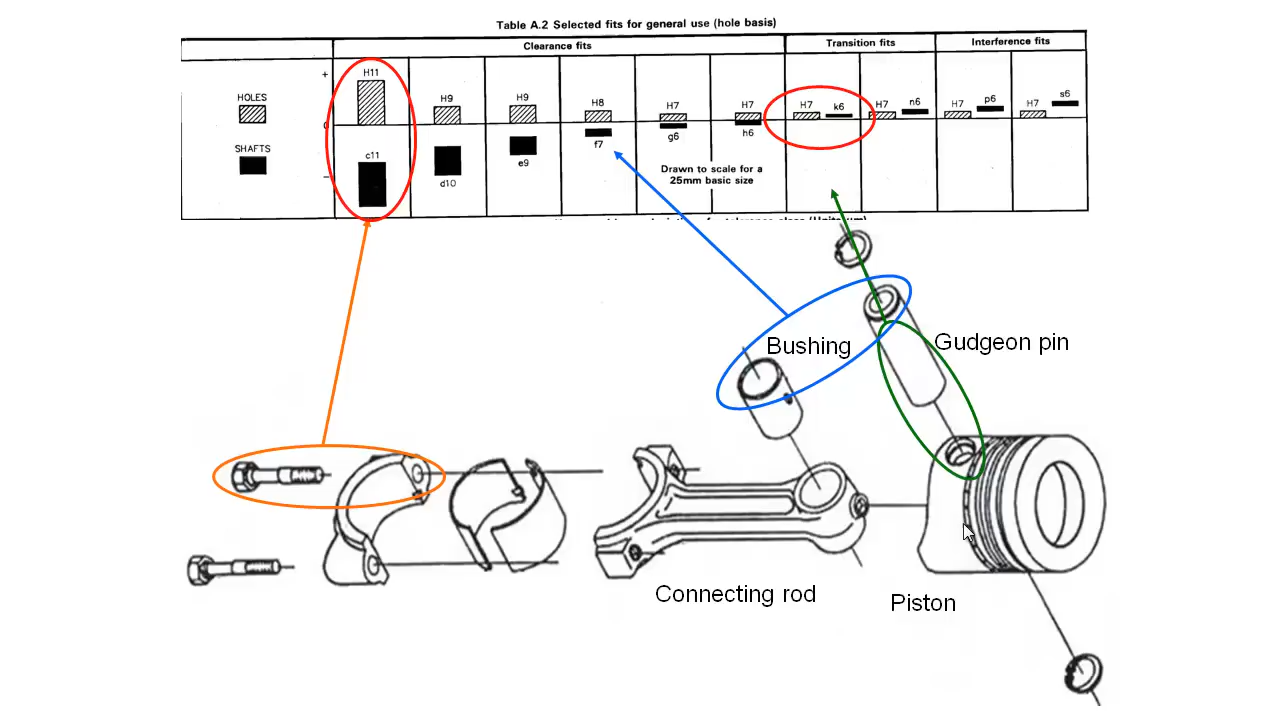 Table A.2 Selected fits for general use (hole basis)
Clearance fits
Transition fits
Interference fits
+
H11
H9
H9
H8
H7
H7
H7
k6
H7
n6
H7
p6
H7
s6
HOLES
0
SHAFTS
c11
d10
e9
f7
g6
h6
–
Drawn to scale for a
25mm basic size
Bushing
Gudgeon pin
Connecting rod
Piston